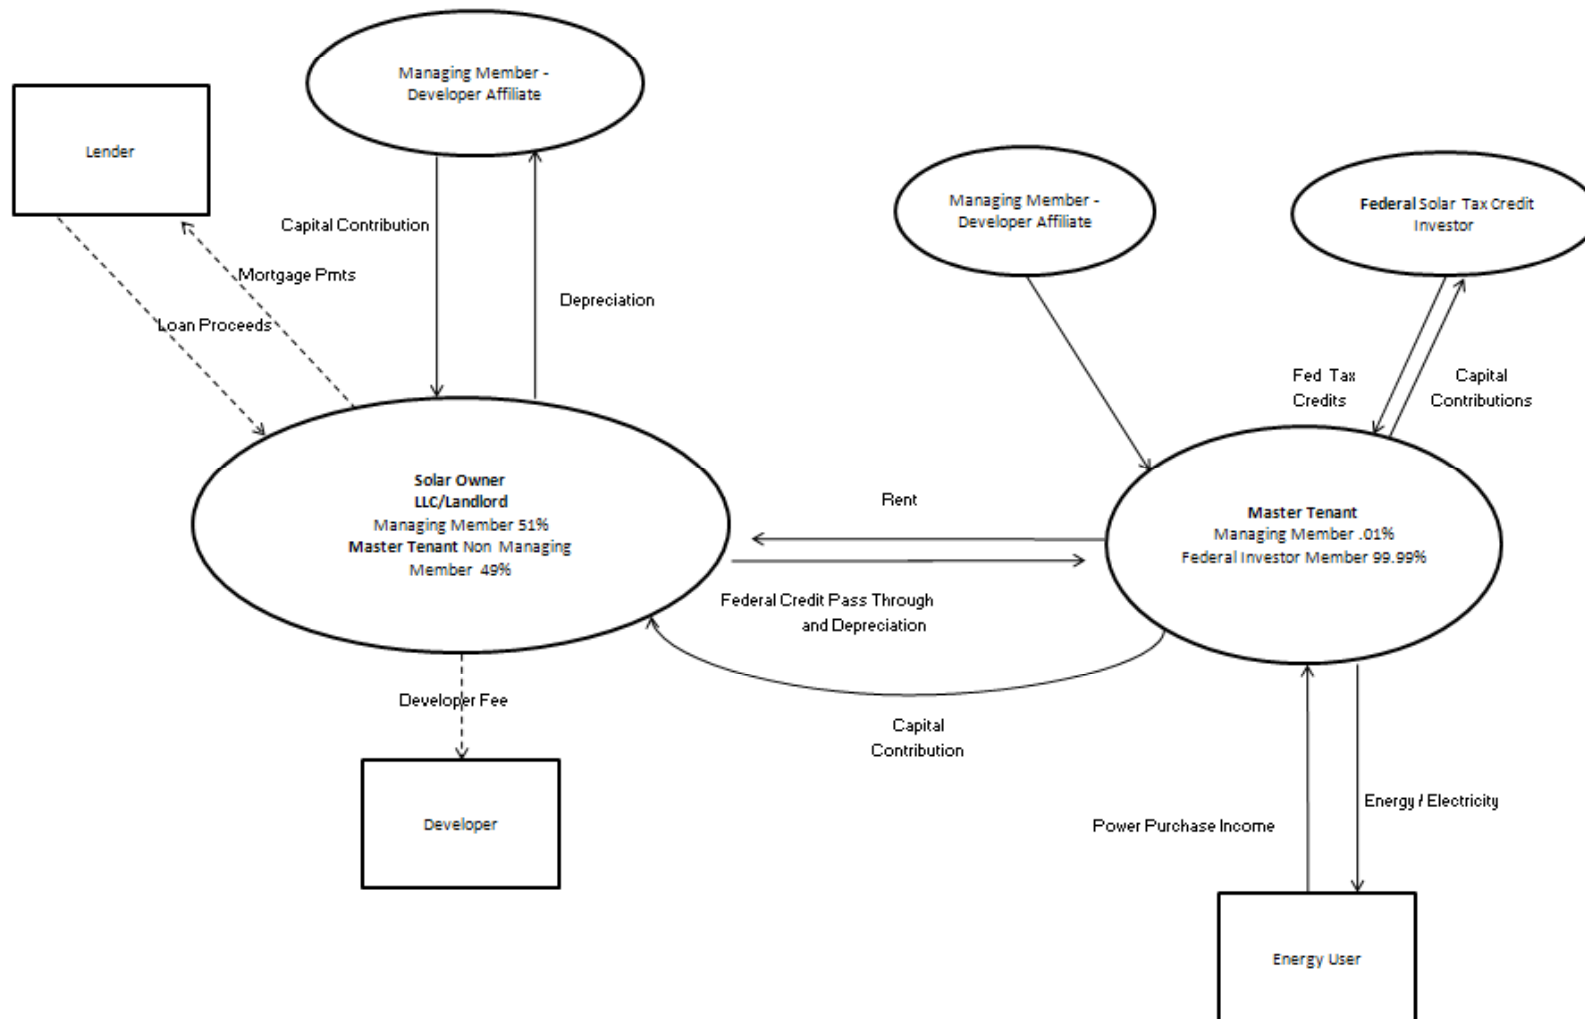 Managing Member -
Developer Affiliate
Lender
Managing Member -
Developer Affiliate
Federal Solar Tax Credit
Investor
Capital Contribution
Mortgage Pmts
Depreciation
Loan Proceeds
Fed Tax
Credits
Capital
Contributions
Solar Owner
LLC/Landlord
Managing Member 51%
Master Tenant Non Managing
Member 49%
Rent
Master Tenant
Managing Member .01%
Federal Investor Member 99.99%
Federal Credit Pass Through
and Depreciation
Developer Fee
Capital
Contribution
Developer
Power Purchase Income
Energy / Electricity
Energy User